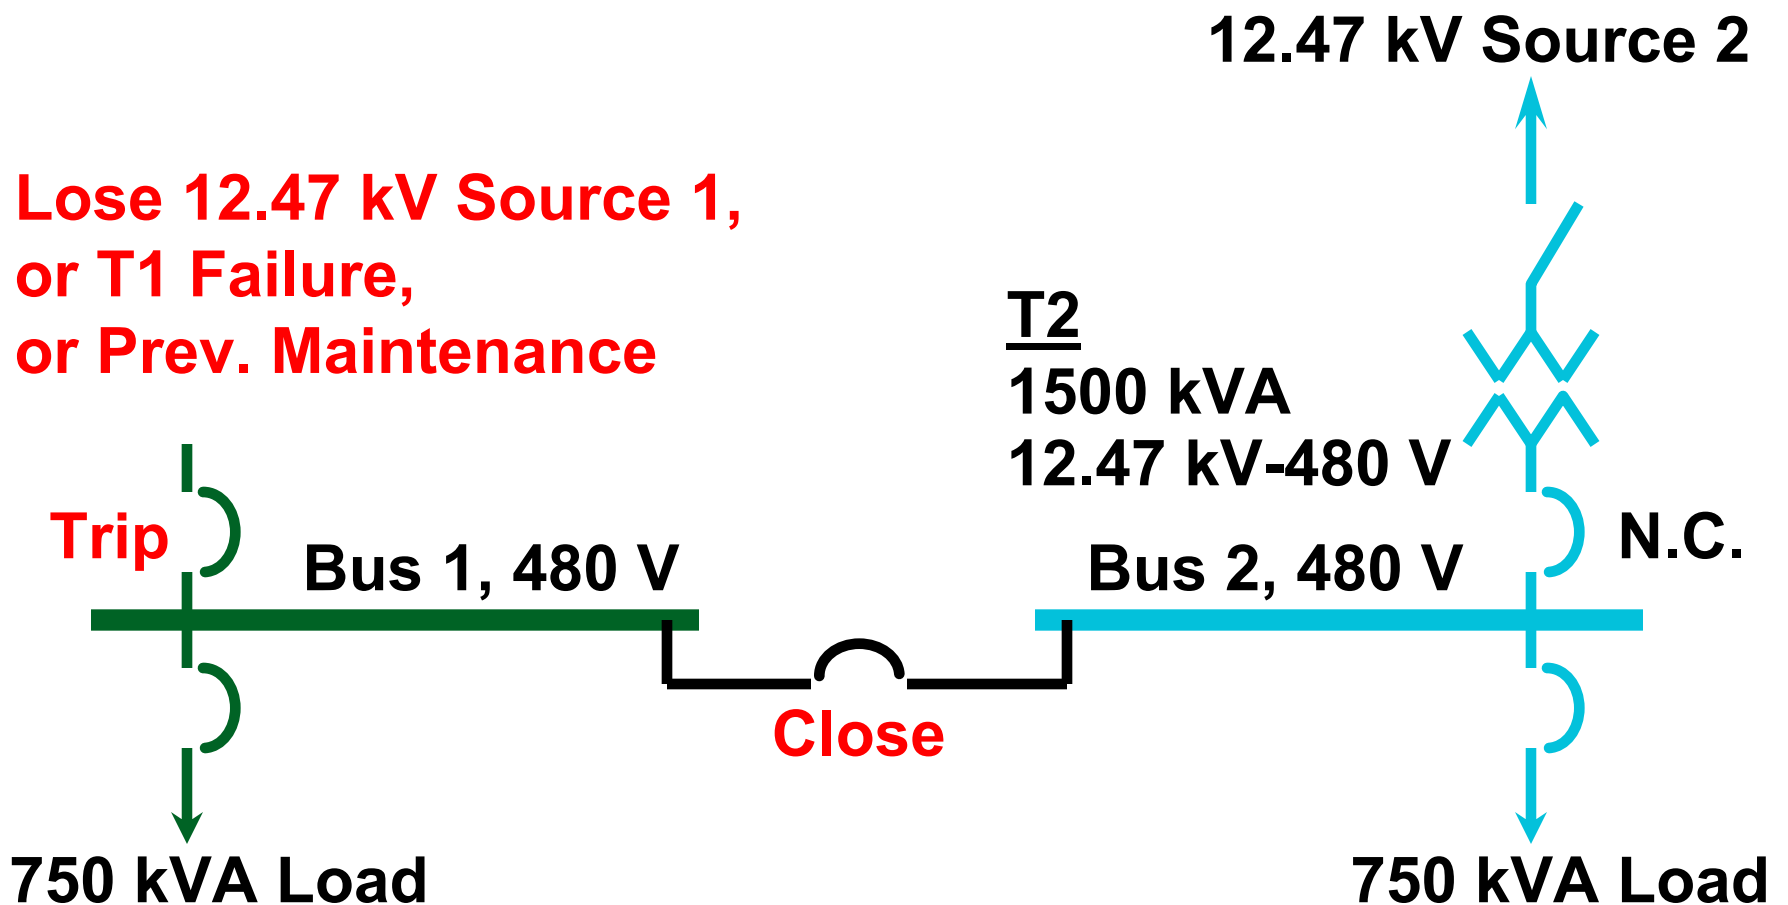 12.47 kV Source 2
Lose 12.47 kV Source 1,
or T1 Failure,
or Prev. Maintenance
T2
1500 kVA
12.47 kV-480 V
Trip
N.C.
Bus 1, 480 V
Bus 2, 480 V
Close
750 kVA Load
750 kVA Load